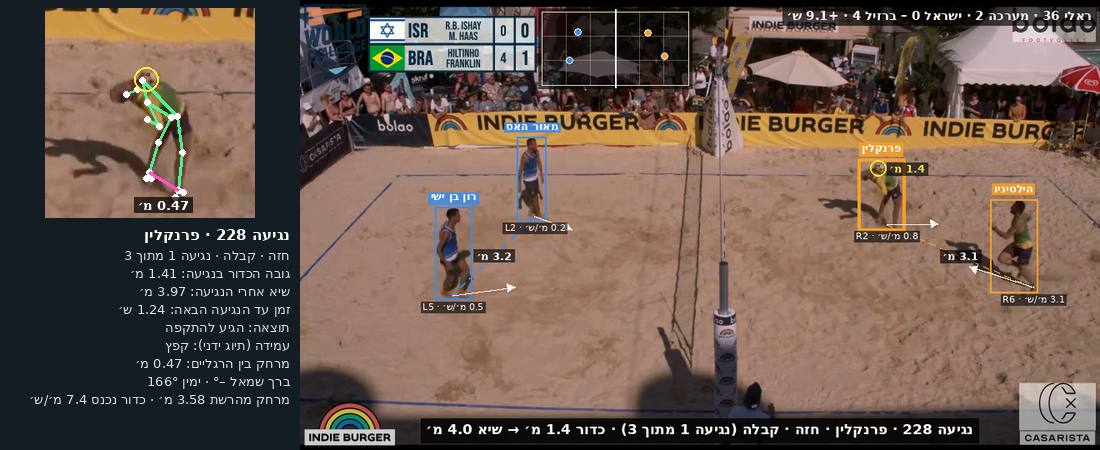 0.47 מ׳
נגיעה 228 · פרנקלין
חזה · קבלה · נגיעה 1 מתוך 3
גובה הכדור בנגיעה: 1.41 מ׳
שיא אחרי הנגיעה: 3.97 מ׳
זמן עד הנגיעה הבאה: 1.24 ש׳
תוצאה: הגיע להתקפה
עמידה (תיוג ידני): קפץ
מרחק בין הרגליים: 0.47 מ׳
ברך שמאל –° · ימין 166°
מרחק מהרשת 3.58 מ׳ · כדור נכנס 7.4 מ׳/ש׳
ראלי 36 · מערכה 2 · ישראל 0 – ברזיל 4 · +9.1 ש׳
WORLD
ISR R.B. ISHAY M. HAAS 0 0
BRA HILTINHO FRANKLIN 4 1
INDIE BURGER
bolao
FOOTVOLLEY
CASARISTA
bolao
INDIE BURGER
INDIE BURGER
bolao
מאור האס
פרנקלין
1.4 מ׳
רון בן ישי
הילטיניו
L2 · 0.2 מ׳/ש׳
R2 · 0.8 מ׳/ש׳
3.2 מ׳
3.1 מ׳
L5 · 0.5 מ׳/ש׳
R6 · 3.1 מ׳/ש׳
INDIE BURGER
נגיעה 228 · פרנקלין · חזה · קבלה (נגיעה 1 מתוך 3) · כדור 1.4 מ׳ → שיא 4.0 מ׳
CASARISTA